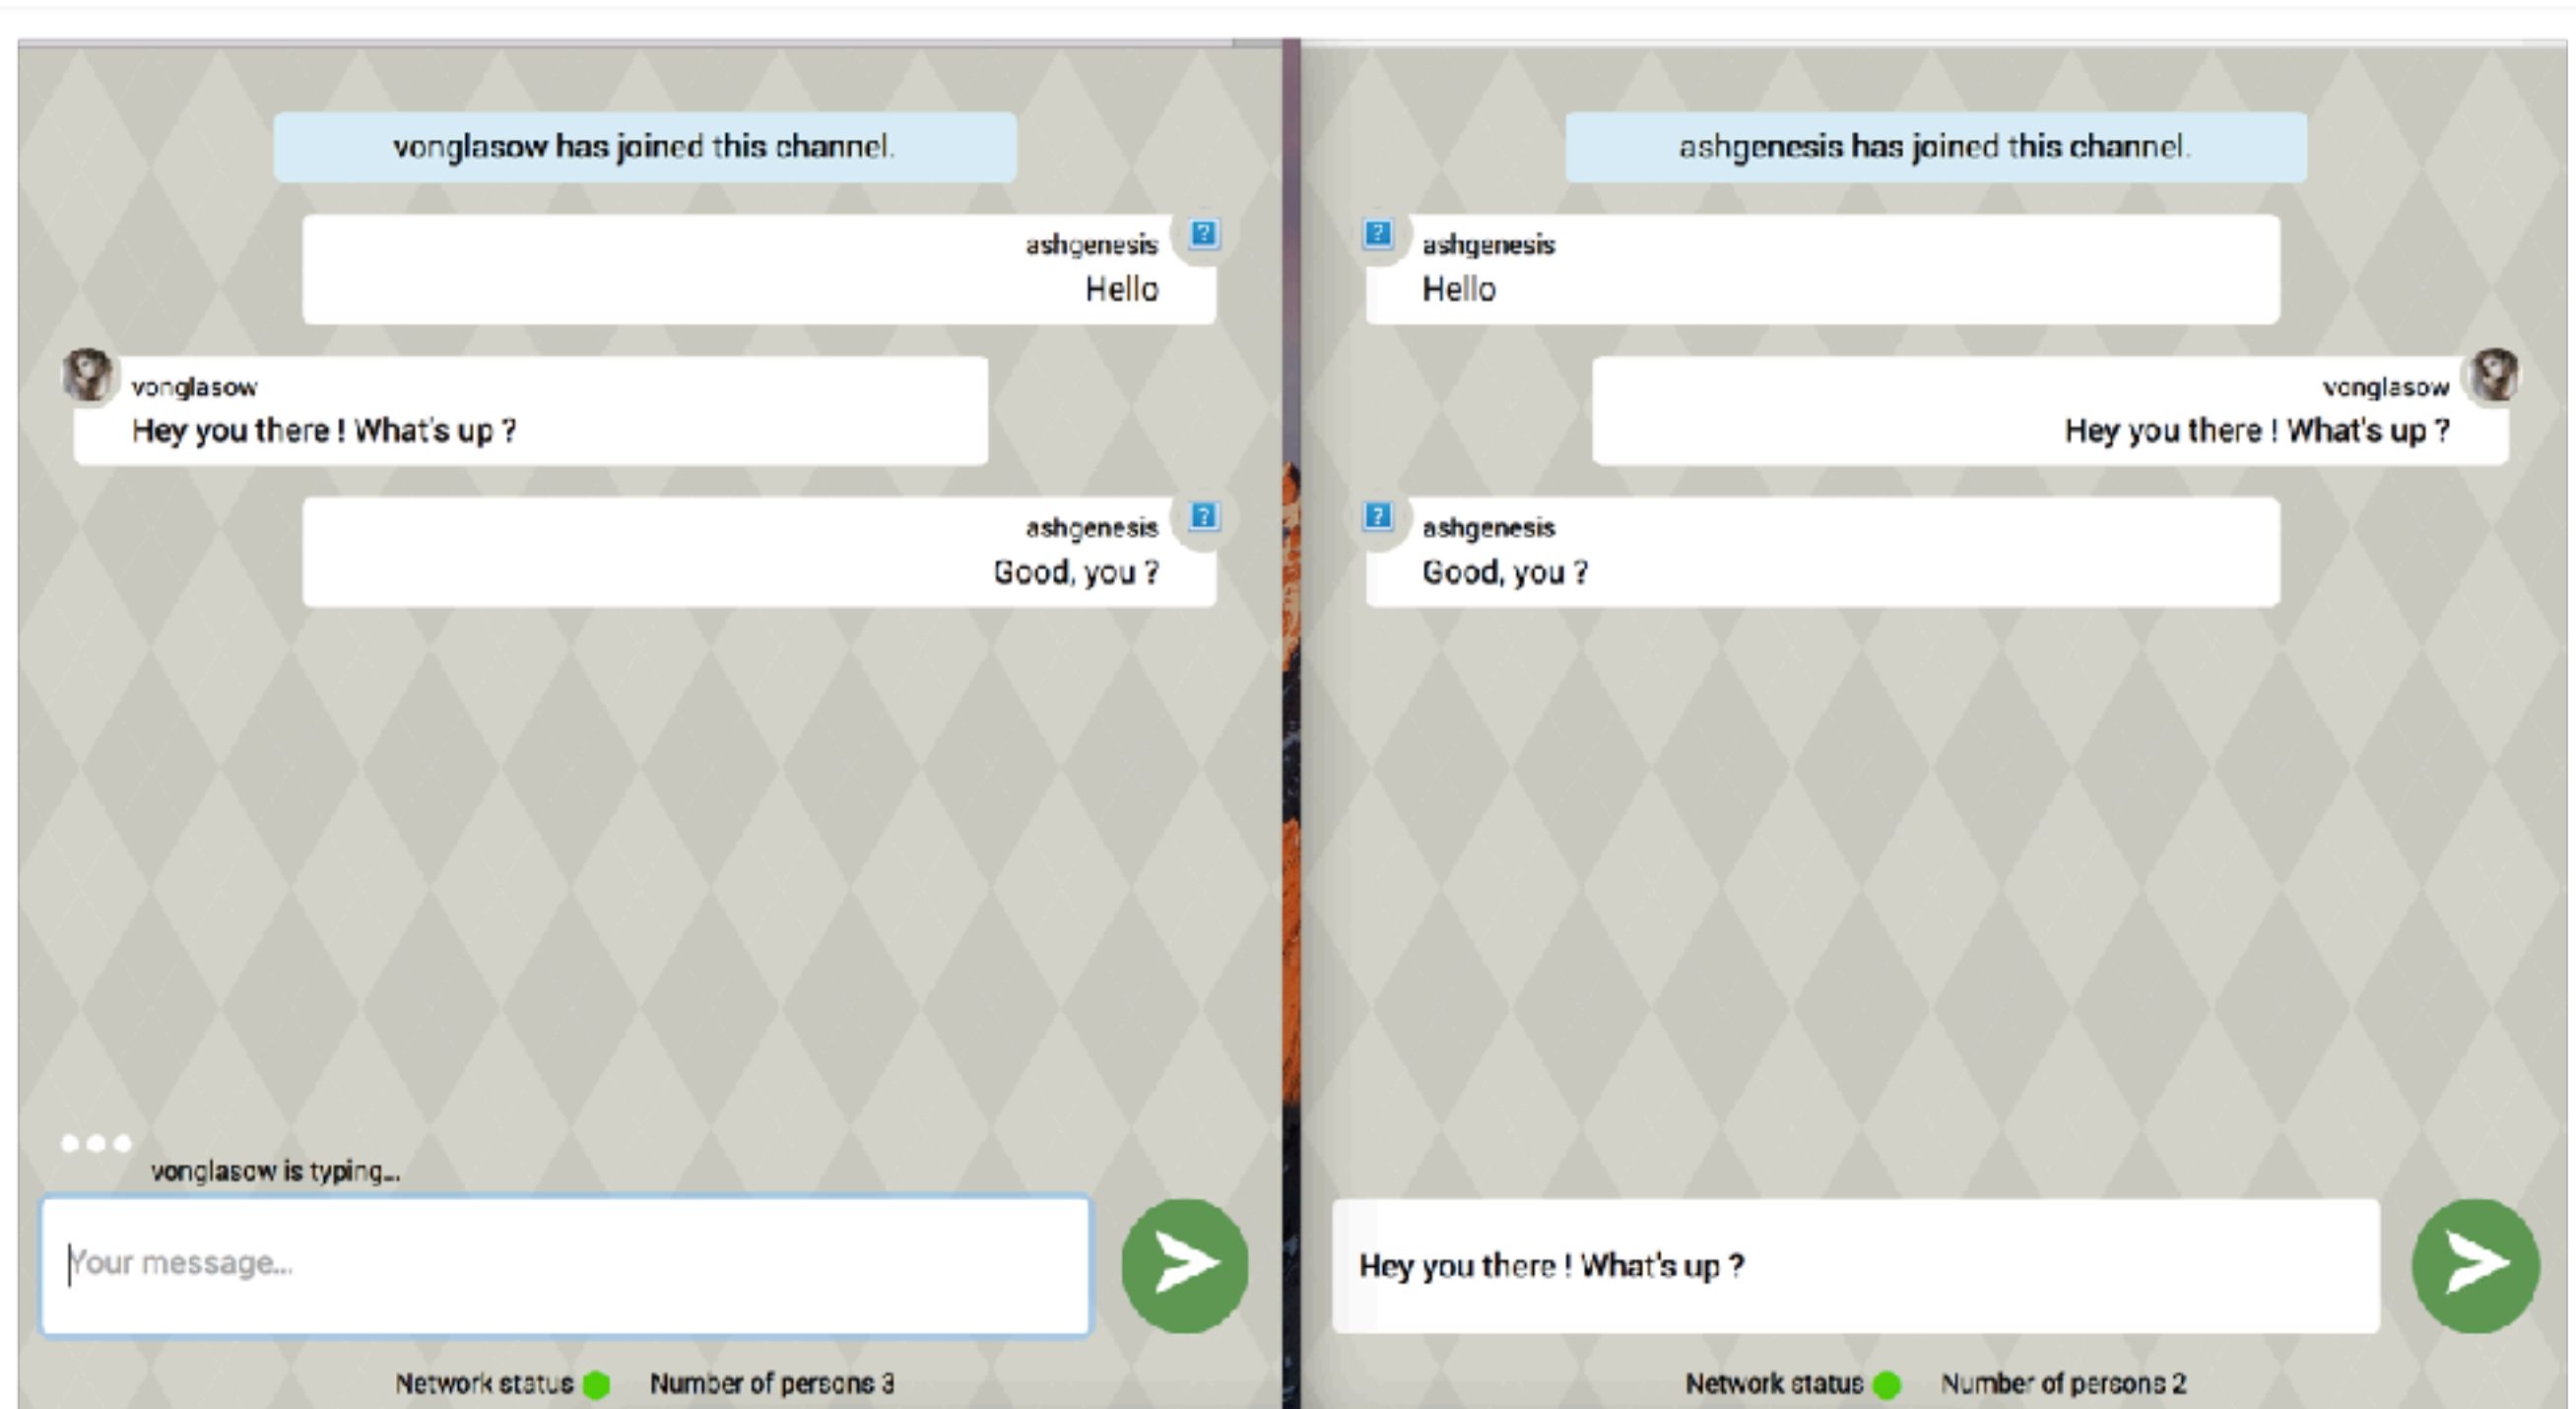 vonglasow has joined this channel.
ashgenesis
Hello
vonglasow
Hey you there ! What's up ?
ashgenesis
Good, you ?
vonglasow is typing...
Your message...
Network status
Number of persons 3
ashgenesis has joined this channel.
ashgenesis
Hello
vonglasow
Hey you there ! What's up ?
ashgenesis
Good, you ?
Hey you there ! What's up ?
Network status
Number of persons 2